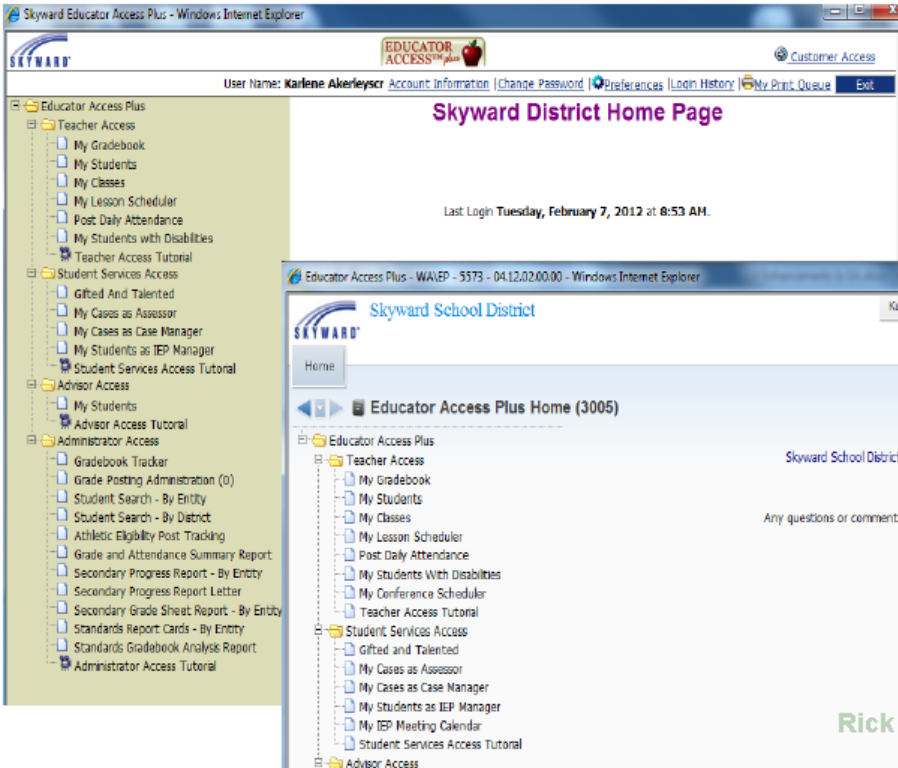 Skyward Educator Access Plus - Windows Internet Explorer
SKYWARD
EDUCATOR
ACCESS™ plus
Customer Access
User Name: Karlene Akerleyscr Account Information | Change Password | Preferences | Login History | My Print Queue Exit
Educator Access Plus
Teacher Access
My Gradebook
My Students
My Classes
My Lesson Scheduler
Post Daily Attendance
My Students with Disabilities
Teacher Access Tutorial
Student Services Access
Gifted And Talented
My Cases as Assessor
My Cases as Case Manager
My Students as IEP Manager
Student Services Access Tutorial
Advisor Access
My Students
Advisor Access Tutorial
Administrator Access
Gradebook Tracker
Grade Posting Administration (0)
Student Search - By Entity
Student Search - By District
Athletic Eligibility Post Tracking
Grade and Attendance Summary Report
Secondary Progress Report - By Entity
Secondary Progress Report Letter
Secondary Grade Sheet Report - By Entity
Standards Report Cards - By Entity
Standards Gradebook Analysis Report
Administrator Access Tutorial
Skyward District Home Page
Last Login Tuesday, February 7, 2012 at 8:53 AM.
Educator Access Plus - WA\EP - 5573 - 04.12.02.00.00 - Windows Internet Explorer
SKYWARD
Skyward School District
Home
Educator Access Plus Home (3005)
Educator Access Plus
Teacher Access
My Gradebook
My Students
My Classes
My Lesson Scheduler
Post Daily Attendance
My Students With Disabilities
My Conference Scheduler
Teacher Access Tutorial
Student Services Access
Gifted and Talented
My Cases as Assessor
My Cases as Case Manager
My Students as IEP Manager
My IEP Meeting Calendar
Student Services Access Tutorial
Advisor Access
Skyward School District
Any questions or comment
Rick